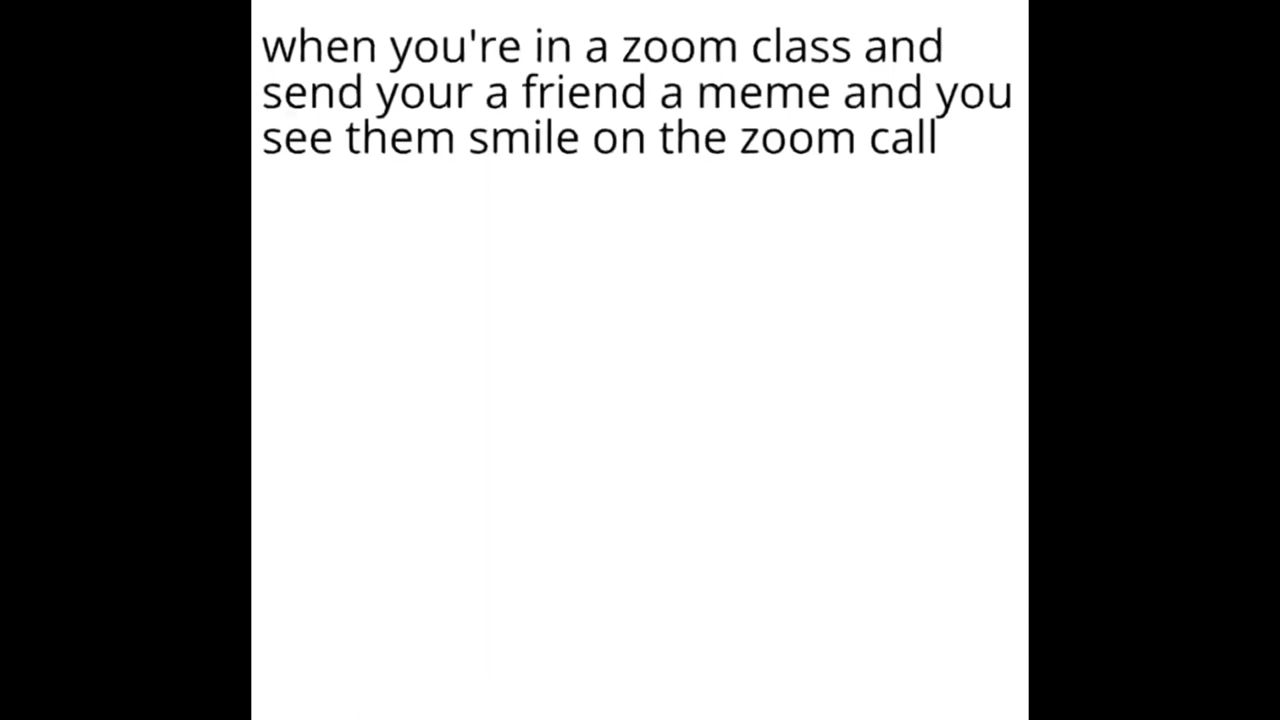 when you're in a zoom class and
send your a friend a meme and you
see them smile on the zoom call